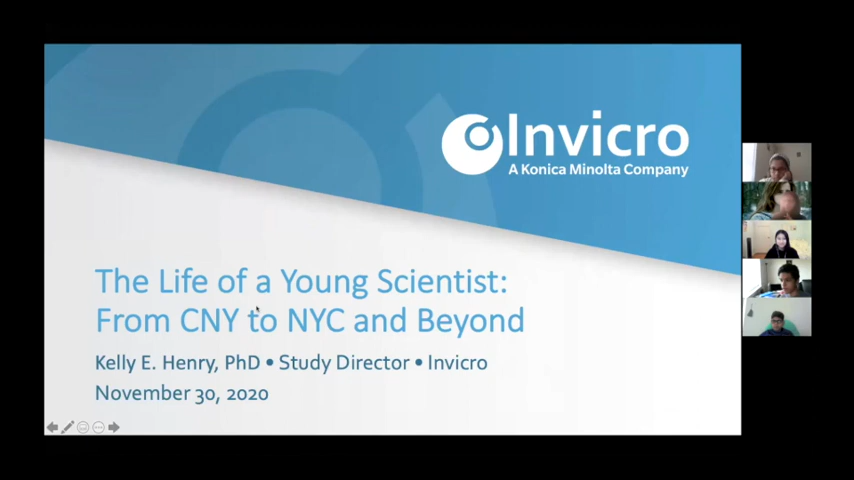 Invicro
A Konica Minolta Company
The Life of a Young Scientist:
From CNY to NYC and Beyond
Kelly E. Henry, PhD • Study Director • Invicro
November 30, 2020